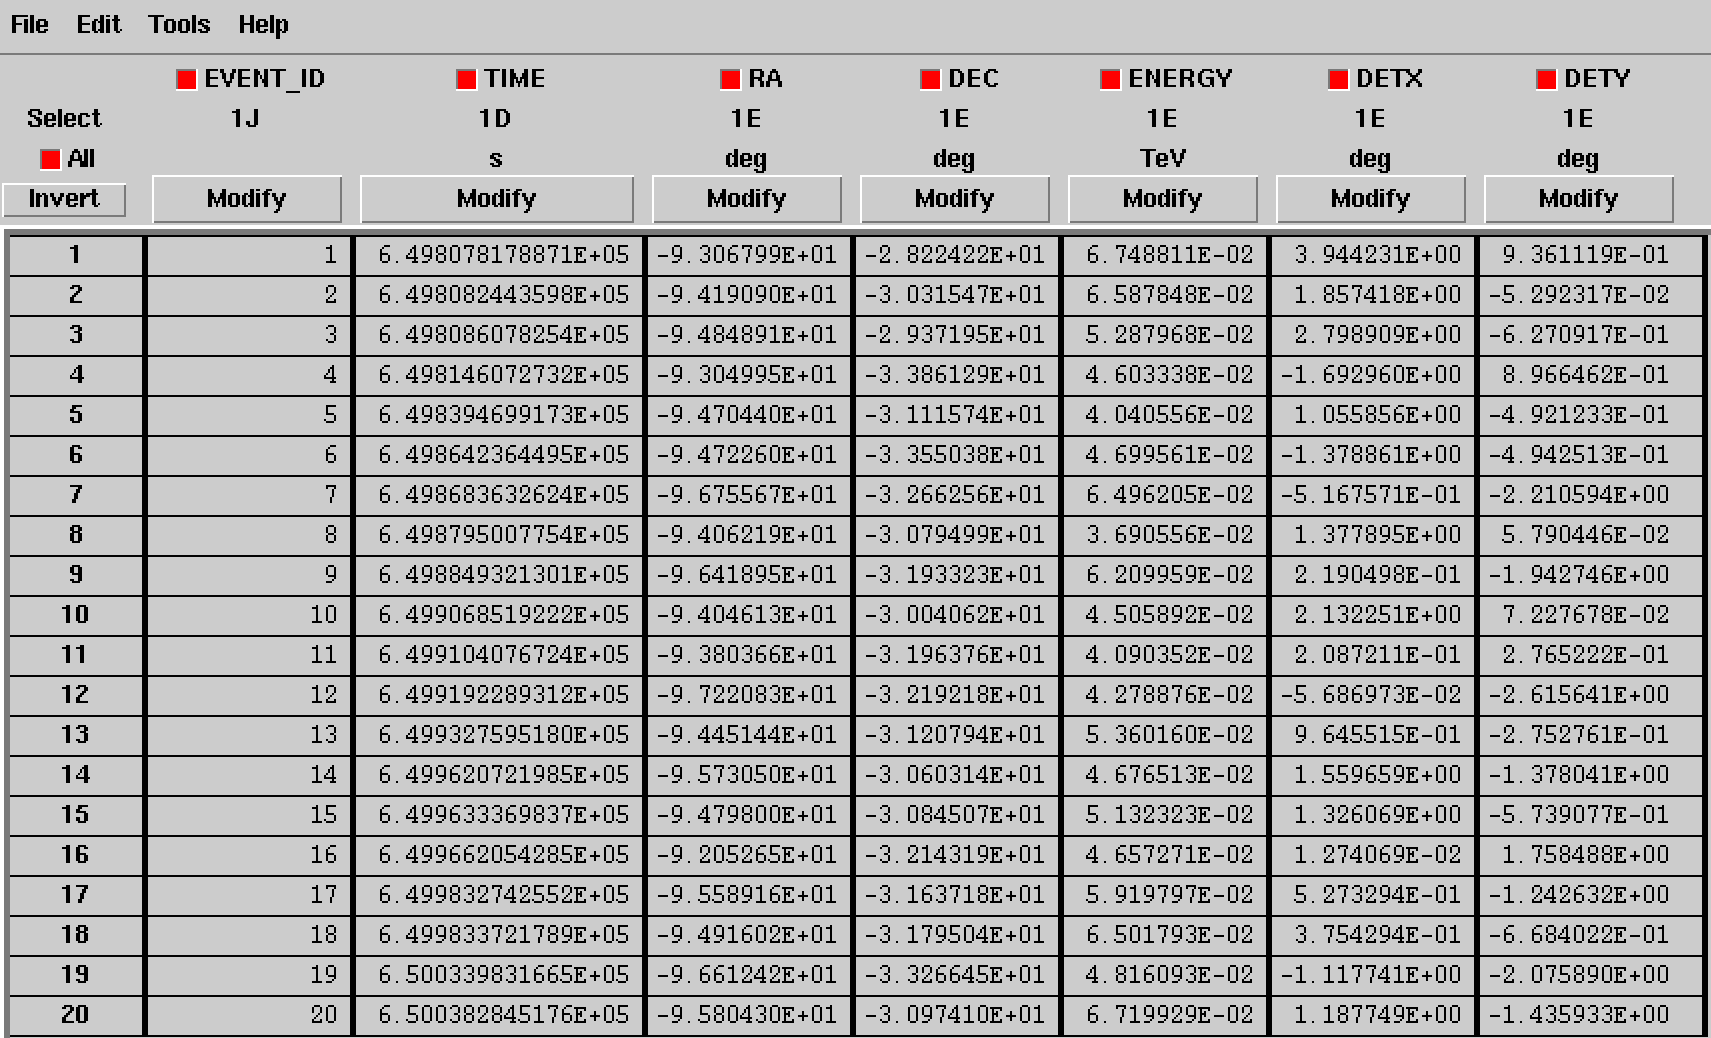 File Edit Tools Help
EVENT_ID TIME RA DEC ENERGY DETX DETY
Select 1J 1D 1E 1E 1E 1E 1E
All s deg deg TeV deg deg
Invert Modify Modify Modify Modify Modify Modify Modify
1 1 6.498078178871E+05 -9.306799E+01 -2.822422E+01 6.748811E-02 3.944231E+00 9.361119E-01
2 2 6.498082443598E+05 -9.419090E+01 -3.031547E+01 6.587848E-02 1.857418E+00 -5.292317E-02
3 3 6.498086078254E+05 -9.484891E+01 -2.937195E+01 5.287968E-02 2.798909E+00 -6.270917E-01
4 4 6.498146072732E+05 -9.304995E+01 -3.386129E+01 4.603338E-02 -1.692960E+00 8.966462E-01
5 5 6.498394699173E+05 -9.470440E+01 -3.111574E+01 4.040556E-02 1.055856E+00 -4.921233E-01
6 6 6.498642364495E+05 -9.472260E+01 -3.355038E+01 4.699561E-02 -1.378861E+00 -4.942513E-01
7 7 6.498683632624E+05 -9.675567E+01 -3.266256E+01 6.496205E-02 -5.167571E-01 -2.210594E+00
8 8 6.498795007754E+05 -9.406219E+01 -3.079499E+01 3.690556E-02 1.377895E+00 5.790446E-02
9 9 6.498849321301E+05 -9.641895E+01 -3.193323E+01 6.209959E-02 2.190498E-01 -1.942746E+00
10 10 6.499068519222E+05 -9.404613E+01 -3.004062E+01 4.505892E-02 2.132251E+00 7.227678E-02
11 11 6.499104076724E+05 -9.380366E+01 -3.196376E+01 4.090352E-02 2.087211E-01 2.765222E-01
12 12 6.499192289312E+05 -9.722083E+01 -3.219218E+01 4.278876E-02 -5.686973E-02 -2.615641E+00
13 13 6.499327595180E+05 -9.445144E+01 -3.120794E+01 5.360160E-02 9.645515E-01 -2.752761E-01
14 14 6.499620721985E+05 -9.573050E+01 -3.060314E+01 4.676513E-02 1.559659E+00 -1.378041E+00
15 15 6.499633369837E+05 -9.479800E+01 -3.084507E+01 5.132323E-02 1.326069E+00 -5.739077E-01
16 16 6.499662054285E+05 -9.205265E+01 -3.214319E+01 4.657271E-02 1.274069E-02 1.758488E+00
17 17 6.499832742552E+05 -9.558916E+01 -3.163718E+01 5.919797E-02 5.273294E-01 -1.242632E+00
18 18 6.499833721789E+05 -9.491602E+01 -3.179504E+01 6.501793E-02 3.754294E-01 -6.684022E-01
19 19 6.500339831665E+05 -9.661242E+01 -3.326645E+01 4.816093E-02 -1.117741E+00 -2.075890E+00
20 20 6.500382845176E+05 -9.580430E+01 -3.097410E+01 6.719929E-02 1.187749E+00 -1.435933E+00